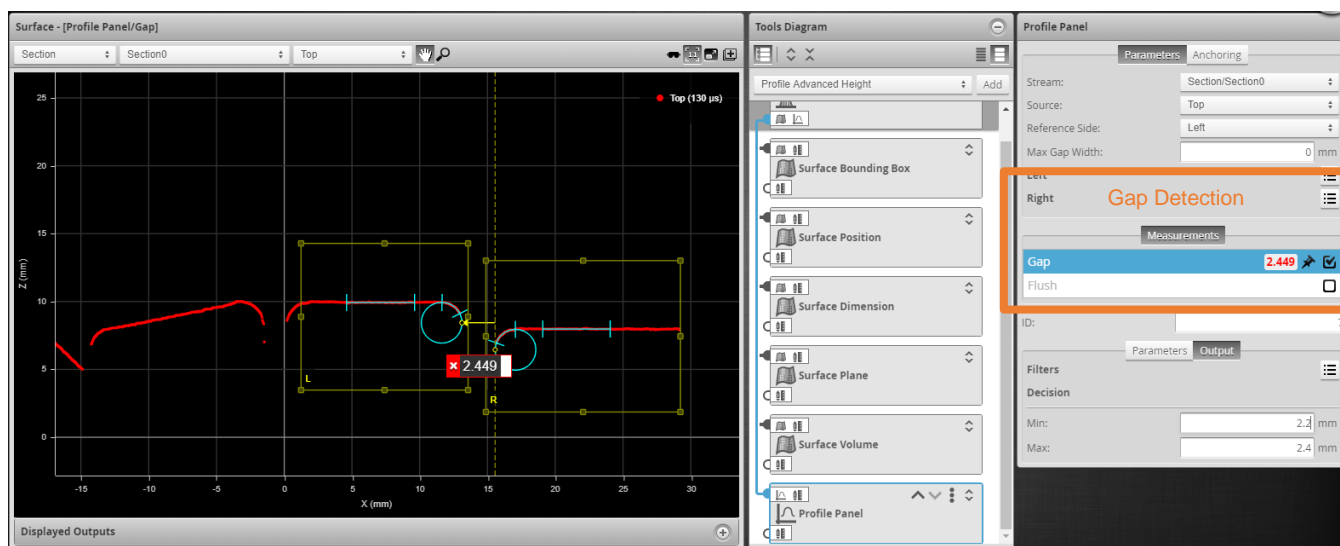 Surface - [Profile Panel/Gap]
Section Section0 Top
Top (130 µs)
25
20
15
10
5
0
Z (mm)
L
R
2.449
-15 -10 -5 0 5 10 15 20 25 30
X (mm)
Displayed Outputs
Tools Diagram
Profile Advanced Height Add
Surface Bounding Box
Surface Position
Surface Dimension
Surface Plane
Surface Volume
Profile Panel
Profile Panel
Parameters Anchoring
Stream: Section/Section0
Source: Top
Reference Side: Left
Max Gap Width: 0 mm
Left
Right
Gap Detection
Measurements
Gap 2.449
Flush
ID:
Parameters Output
Filters
Decision
Min: 2.2 mm
Max: 2.4 mm